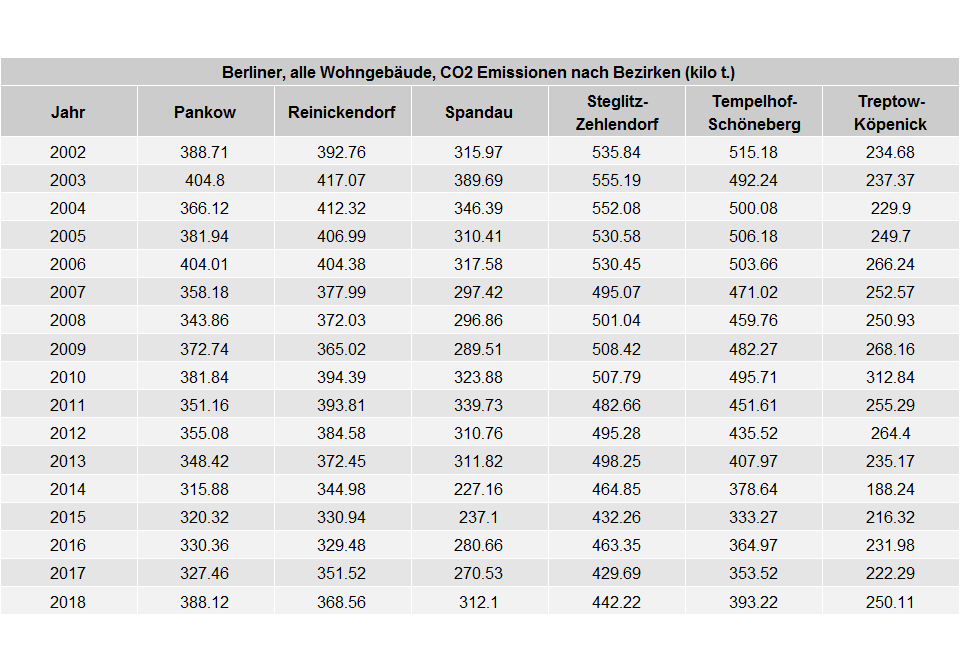 Berliner, alle Wohngebäude, CO2 Emissionen nach Bezirken (kilo t.)
Jahr Pankow Reinickendorf Spandau Steglitz-Zehlendorf Tempelhof-Schöneberg Treptow-Köpenick
2002 388.71 392.76 315.97 535.84 515.18 234.68
2003 404.8 417.07 389.69 555.19 492.24 237.37
2004 366.12 412.32 346.39 552.08 500.08 229.9
2005 381.94 406.99 310.41 530.58 506.18 249.7
2006 404.01 404.38 317.58 530.45 503.66 266.24
2007 358.18 377.99 297.42 495.07 471.02 252.57
2008 343.86 372.03 296.86 501.04 459.76 250.93
2009 372.74 365.02 289.51 508.42 482.27 268.16
2010 381.84 394.39 323.88 507.79 495.71 312.84
2011 351.16 393.81 339.73 482.66 451.61 255.29
2012 355.08 384.58 310.76 495.28 435.52 264.4
2013 348.42 372.45 311.82 498.25 407.97 235.17
2014 315.88 344.98 227.16 464.85 378.64 188.24
2015 320.32 330.94 237.1 432.26 333.27 216.32
2016 330.36 329.48 280.66 463.35 364.97 231.98
2017 327.46 351.52 270.53 429.69 353.52 222.29
2018 388.12 368.56 312.1 442.22 393.22 250.11